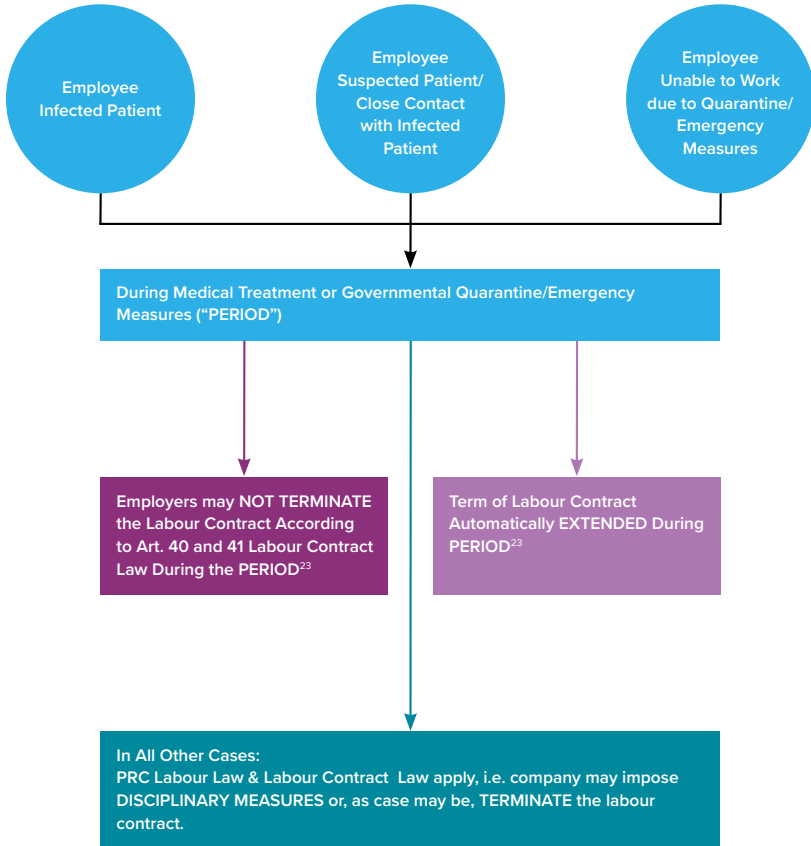 Employee
Infected Patient
Employee
Suspected Patient/
Close Contact
with Infected
Patient
Employee
Unable to Work
due to Quarantine/
Emergency
Measures
During Medical Treatment or Governmental Quarantine/Emergency
Measures (“PERIOD”)
Employers may NOT TERMINATE
the Labour Contract According
to Art. 40 and 41 Labour Contract
Law During the PERIOD²³
Term of Labour Contract
Automatically EXTENDED During
PERIOD²³
In All Other Cases:
PRC Labour Law & Labour Contract Law apply, i.e. company may impose
DISCIPLINARY MEASURES or, as case may be, TERMINATE the labour
contract.